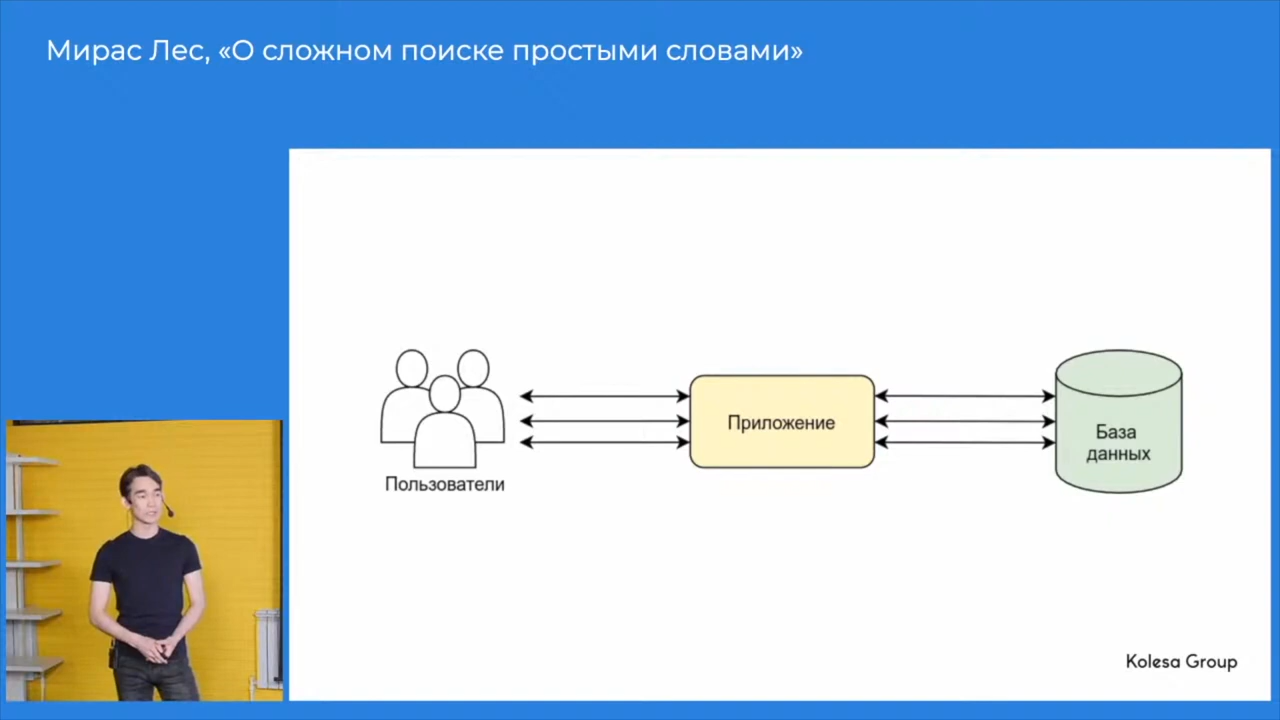 Мирас Лес, «О сложном поиске простыми словами»
Пользователи
Приложение
База
данных
Kolesa Group